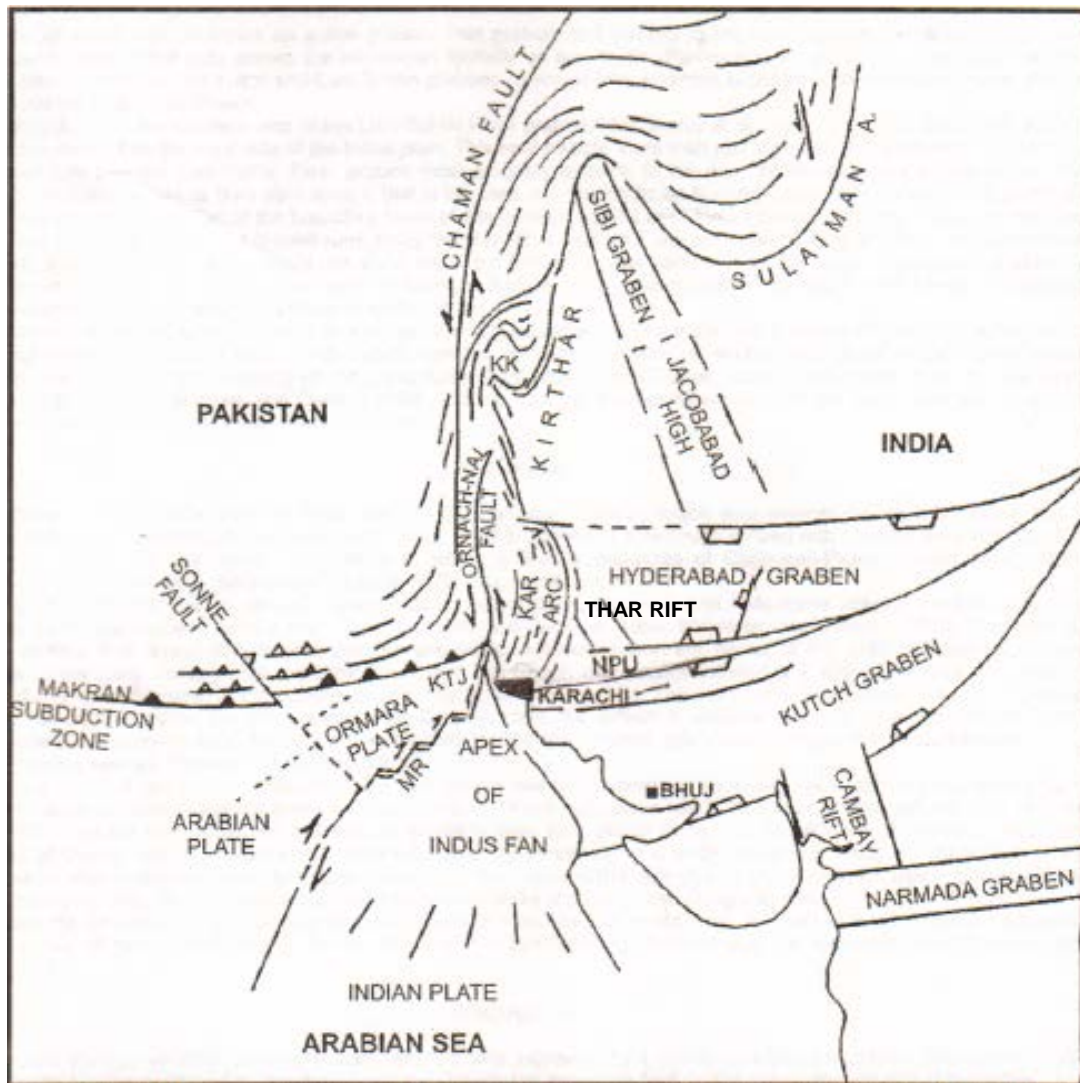 CHAMAN FAULT
SULAIMAN A.
SIBI GRABEN
JACOBABAD
HIGH
KIRTHAR
KK
PAKISTAN
INDIA
ORNACH-NAL
FAULT
KAR
ARC
HYDERABAD GRABEN
THAR RIFT
SONNE
FAULT
NPU
KARACHI
KTJ
MAKRAN
SUBDUCTION
ZONE
ORMARA
PLATE
MR
KUTCH GRABEN
APEX
OF
INDUS FAN
BHUJ
CAMBAY
RIFT
ARABIAN
PLATE
NARMADA GRABEN
INDIAN PLATE
ARABIAN SEA